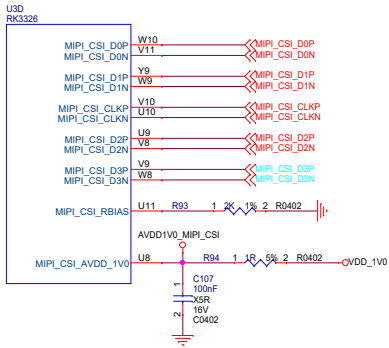 U3D
RK3326
MIPI_CSI_D0P W10 MIPI_CSI_D0P
MIPI_CSI_D0N V11 MIPI_CSI_D0N
MIPI_CSI_D1P Y9 MIPI_CSI_D1P
MIPI_CSI_D1N W9 MIPI_CSI_D1N
MIPI_CSI_CLKP V10 MIPI_CSI_CLKP
MIPI_CSI_CLKN U10 MIPI_CSI_CLKN
MIPI_CSI_D2P U9 MIPI_CSI_D2P
MIPI_CSI_D2N V8 MIPI_CSI_D2N
MIPI_CSI_D3P V9 MIPI_CSI_D3P
MIPI_CSI_D3N W8 MIPI_CSI_D3N
MIPI_CSI_RBIAS U11 R93 1 2K 1% 2 R0402
AVDD1V0_MIPI_CSI
MIPI_CSI_AVDD_1V0 U8 R94 1 1R 5% 2 R0402 VDD_1V0
C107
1 100nF
X5R
16V
2 C0402